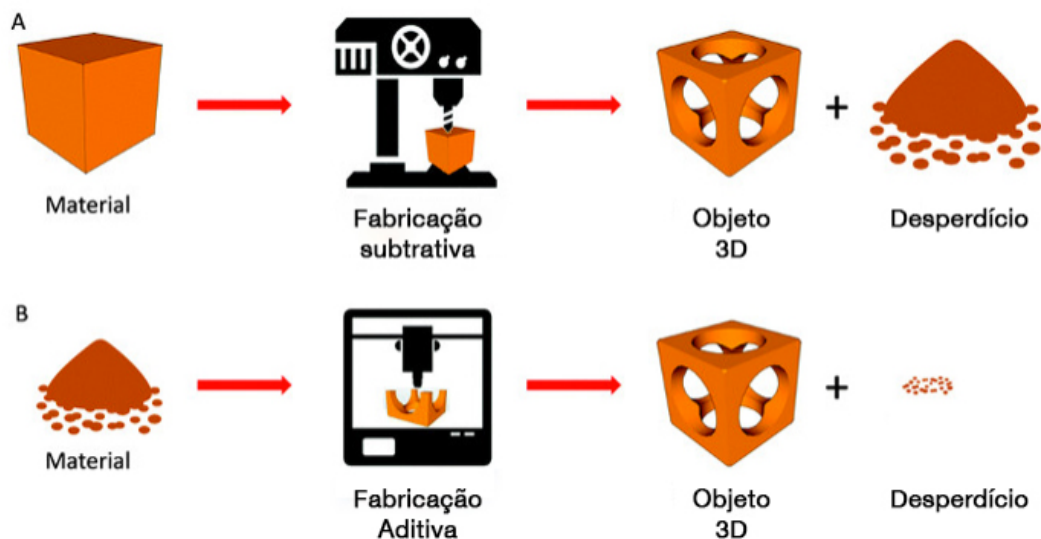 A
Material
Fabricação
subtrativa
Objeto
3D
+
Desperdício
B
Material
Fabricação
Aditiva
Objeto
3D
+
Desperdício